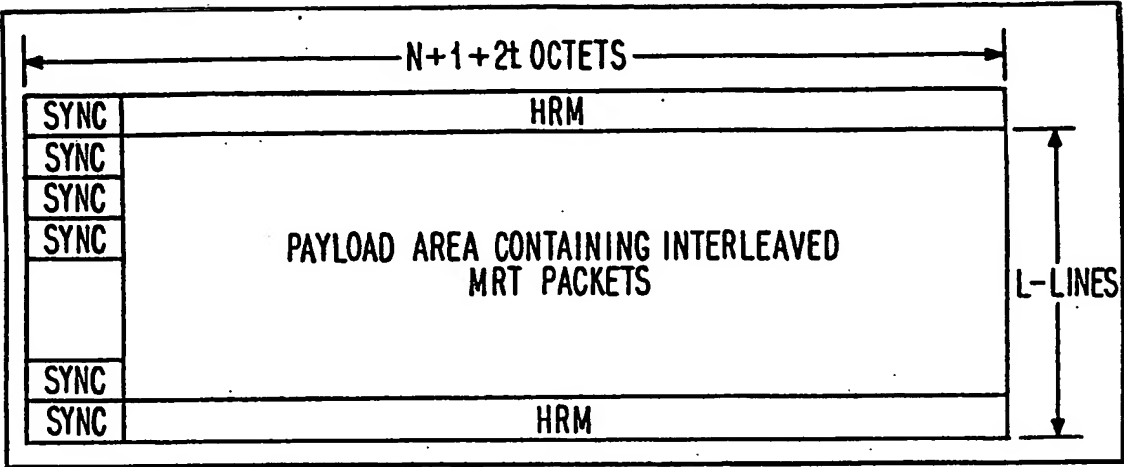 N+1+2t OCTETS
SYNC HRM
SYNC
SYNC
SYNC
PAYLOAD AREA CONTAINING INTERLEAVED
MRT PACKETS
L-LINES
SYNC
SYNC HRM